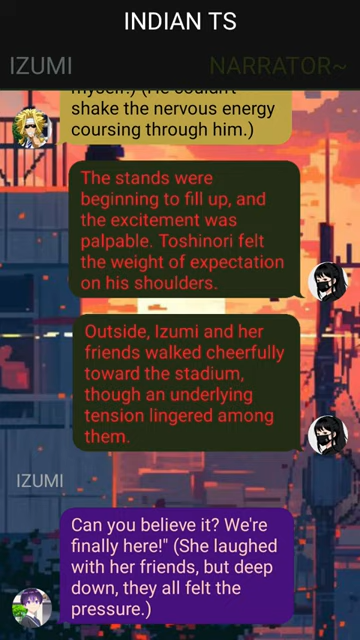 INDIAN TS
IZUMI NARRATOR~
myself!) (He couldn't
shake the nervous energy
coursing through him.)
The stands were
beginning to fill up, and
the excitement was
palpable. Toshinori felt
the weight of expectation
on his shoulders.
Outside, Izumi and her
friends walked cheerfully
toward the stadium,
though an underlying
tension lingered among
them.
IZUMI
Can you believe it? We're
finally here!" (She laughed
with her friends, but deep
down, they all felt the
pressure.)